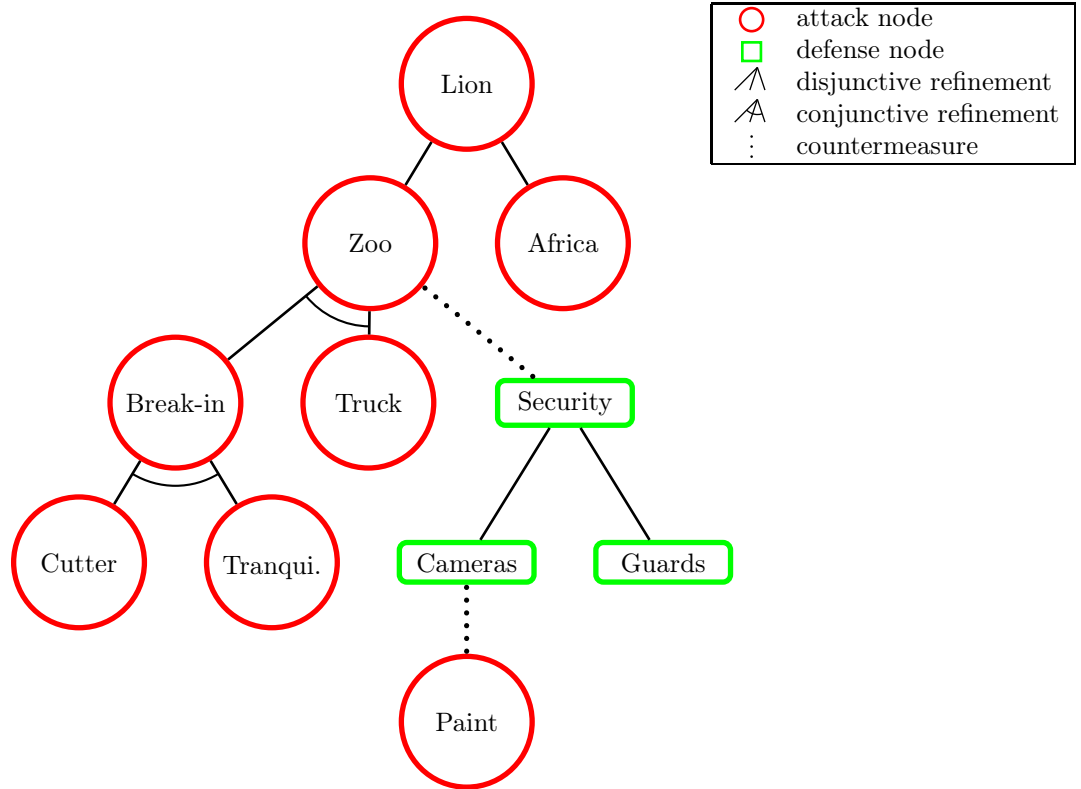 attack node
defense node
disjunctive refinement
conjunctive refinement
countermeasure
Lion
Zoo
Africa
Break-in
Truck
Security
Cutter
Tranqui.
Cameras
Guards
Paint